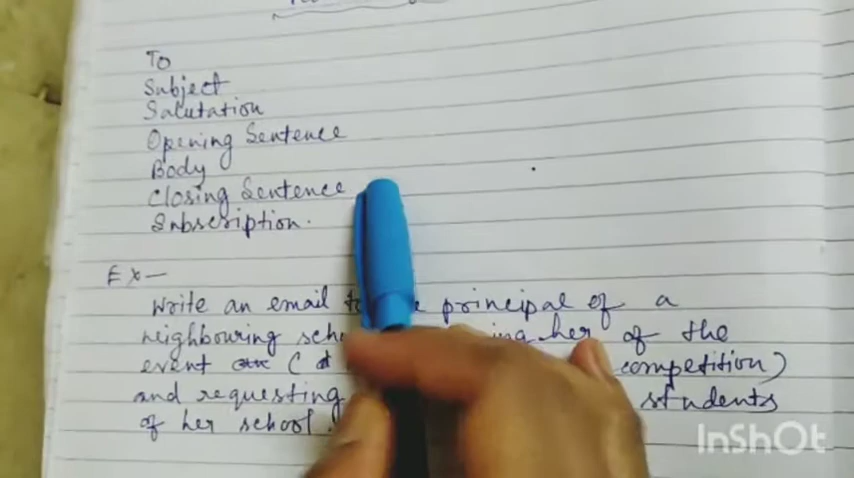 To
Subject
Salutation
Opening Sentence
Body
Closing Sentence
Subscription.
Ex—
Write an email principal of a
neighbouring her of the
event ( competition)
and requesting students
of her school.
InShOt